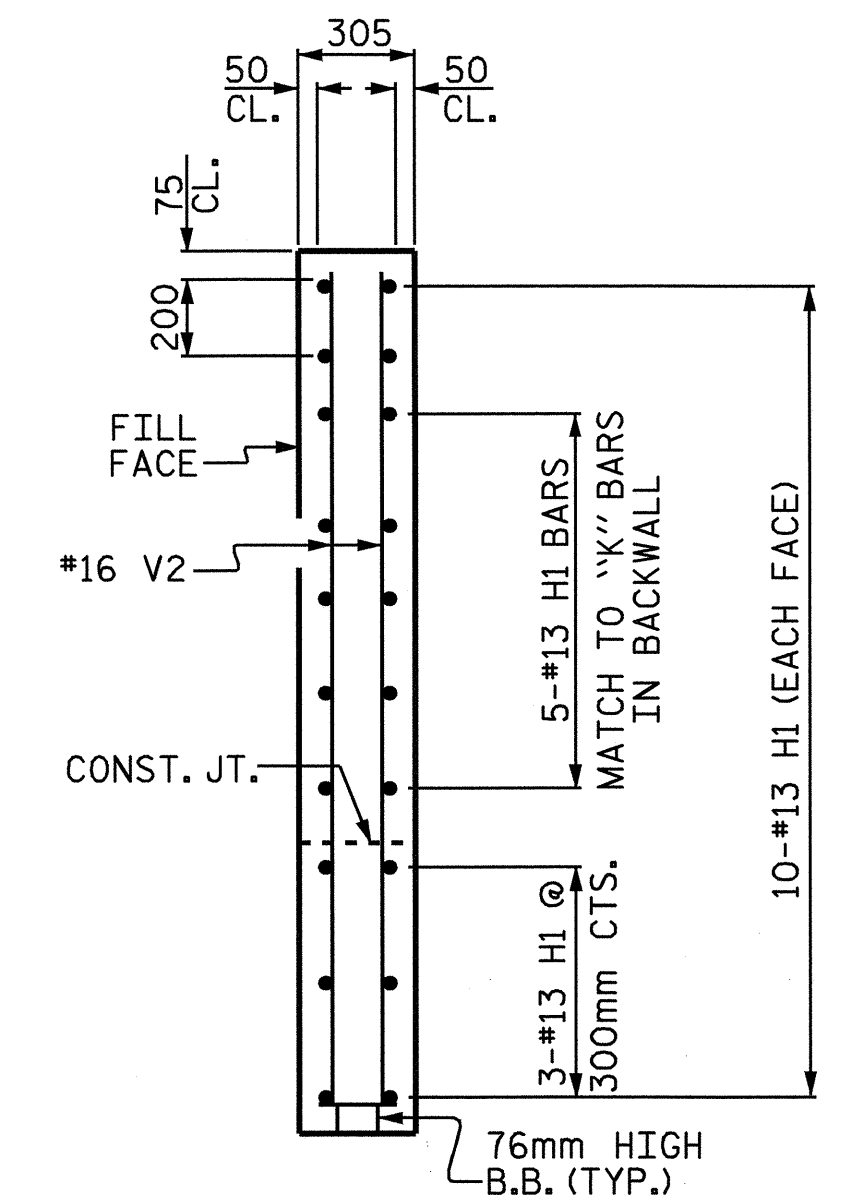 305
50
CL.
50
CL.
75
CL.
200
FILL
FACE
#16 V2
CONST. JT.
5-#13 H1 BARS
MATCH TO "K" BARS
IN BACKWALL
3-#13 H1 @
300mm CTS.
10-#13 H1 (EACH FACE)
76mm HIGH
B.B. (TYP.)